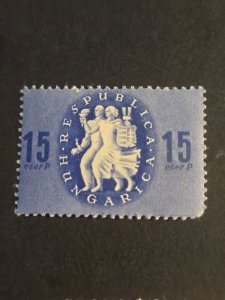 RESPUBLICA
HUNGARICA
15 15
ezer P ezer P